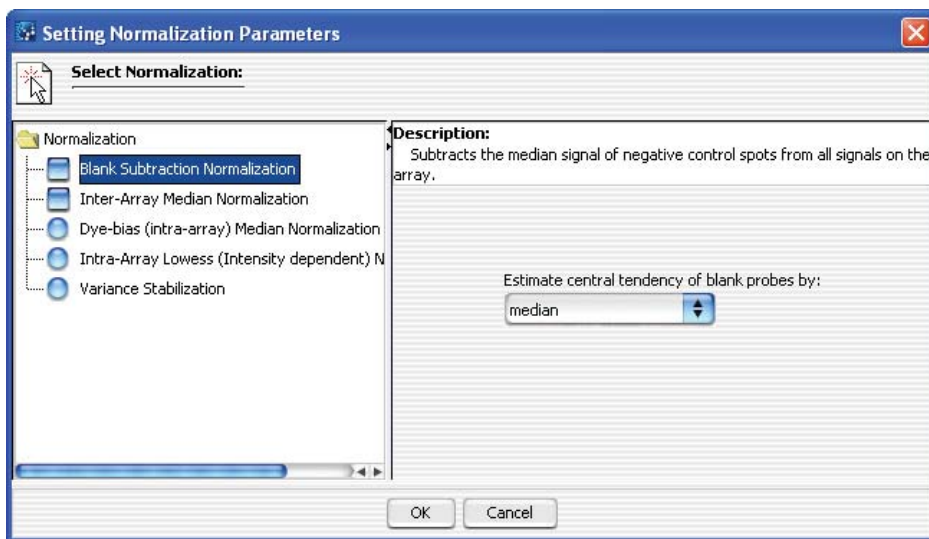 Setting Normalization Parameters
Select Normalization:
Normalization
Blank Subtraction Normalization
Inter-Array Median Normalization
Dye-bias (intra-array) Median Normalization
Intra-Array Lowess (Intensity dependent) N
Variance Stabilization
Description:
Subtracts the median signal of negative control spots from all signals on the
array.
Estimate central tendency of blank probes by:
median
OK
Cancel